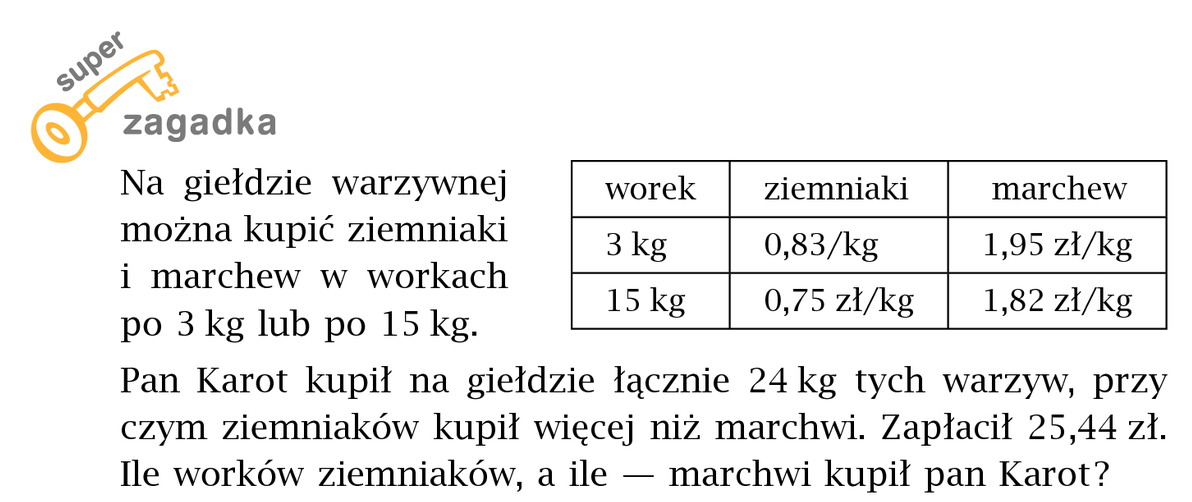 super
zagadka
Na giełdzie warzywnej
można kupić ziemniaki
i marchew w workach
po 3 kg lub po 15 kg.
worek ziemniaki marchew
3 kg 0,83/kg 1,95 zł/kg
15 kg 0,75 zł/kg 1,82 zł/kg
Pan Karot kupił na giełdzie łącznie 24 kg tych warzyw, przy
czym ziemniaków kupił więcej niż marchwi. Zapłacił 25,44 zł.
Ile worków ziemniaków, a ile — marchwi kupił pan Karot?